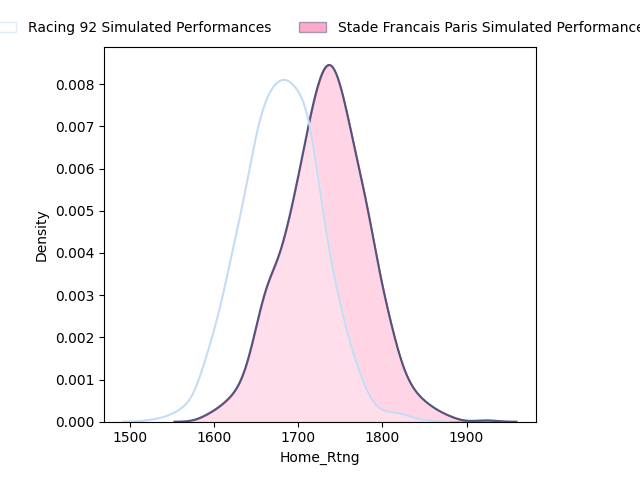 Racing 92 Simulated Performances Stade Francais Paris Simulated Performance
0.008
0.007
0.006
0.005
0.004
0.003
0.002
0.001
0.000
Density
1500 1600 1700 1800 1900
Home_Rtng